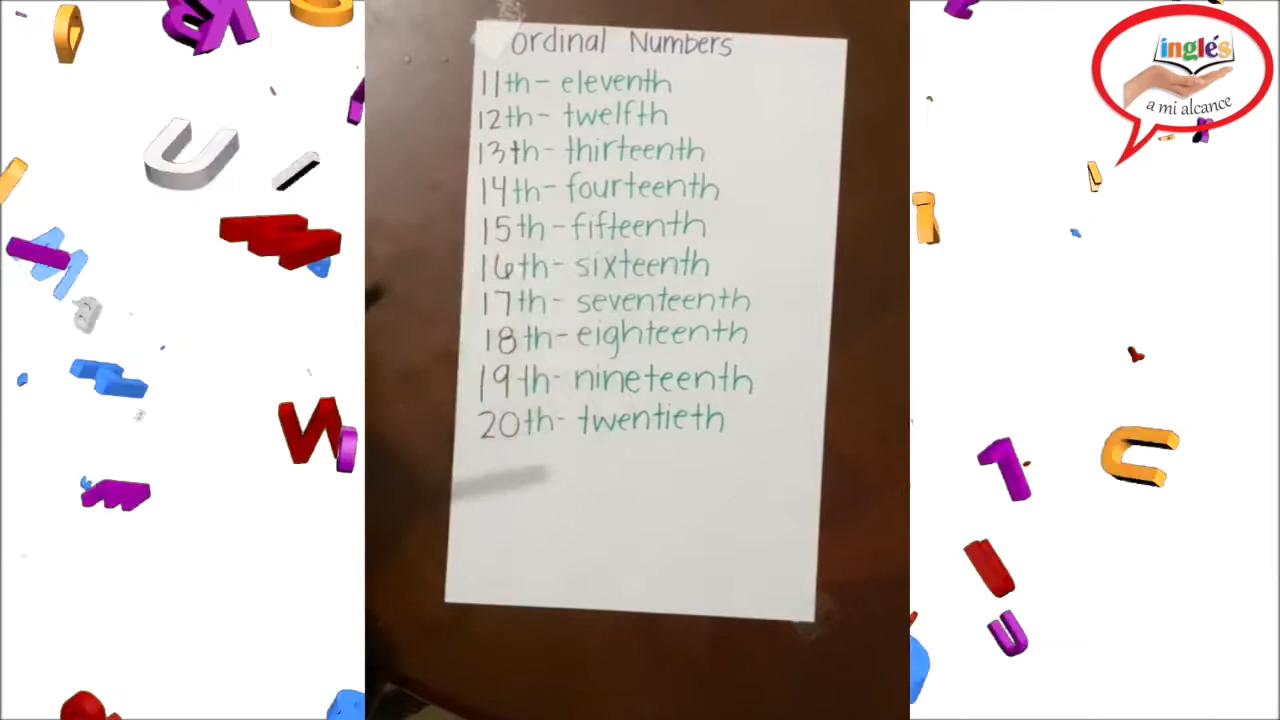 ordinal Numbers
11th - eleventh
12th - twelfth
13th - thirteenth
14th - fourteenth
15th - fifteenth
16th - sixteenth
17th - seventeenth
18th - eighteenth
19th - nineteenth
20th - twentieth
inglés
a mi alcance